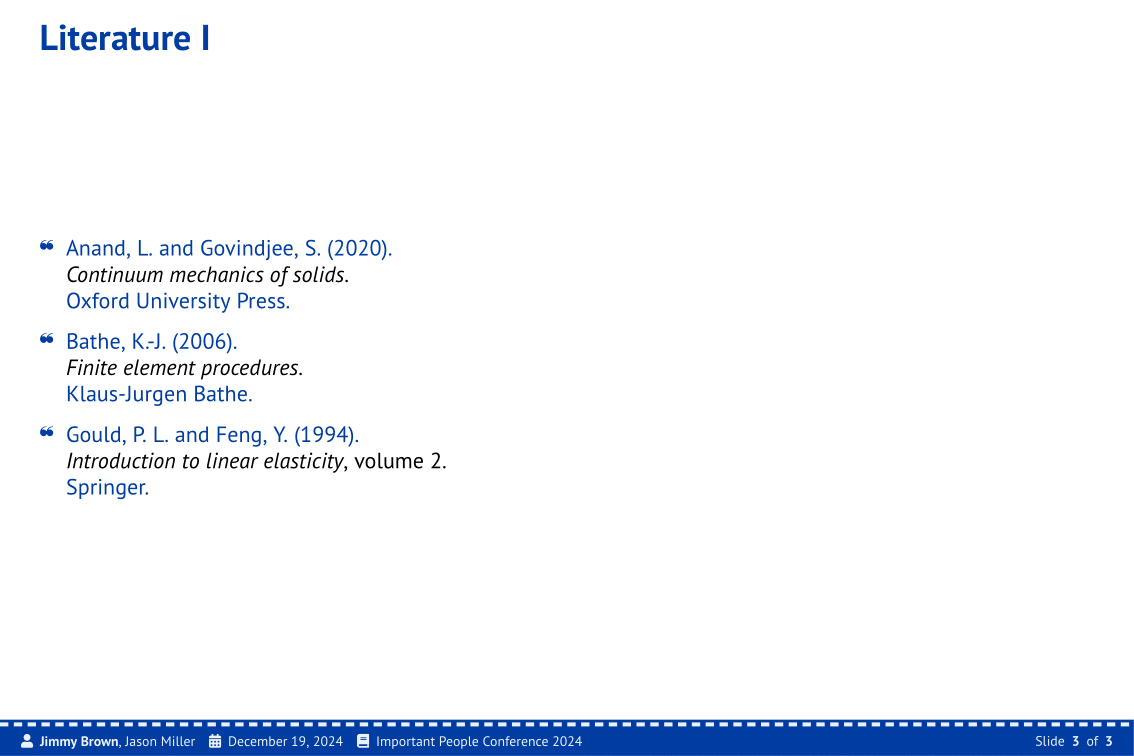 Literature I
❝ Anand, L. and Govindjee, S. (2020).
Continuum mechanics of solids.
Oxford University Press.
❝ Bathe, K.-J. (2006).
Finite element procedures.
Klaus-Jurgen Bathe.
❝ Gould, P. L. and Feng, Y. (1994).
Introduction to linear elasticity, volume 2.
Springer.
Jimmy Brown, Jason Miller December 19, 2024 Important People Conference 2024 Slide 3 of 3